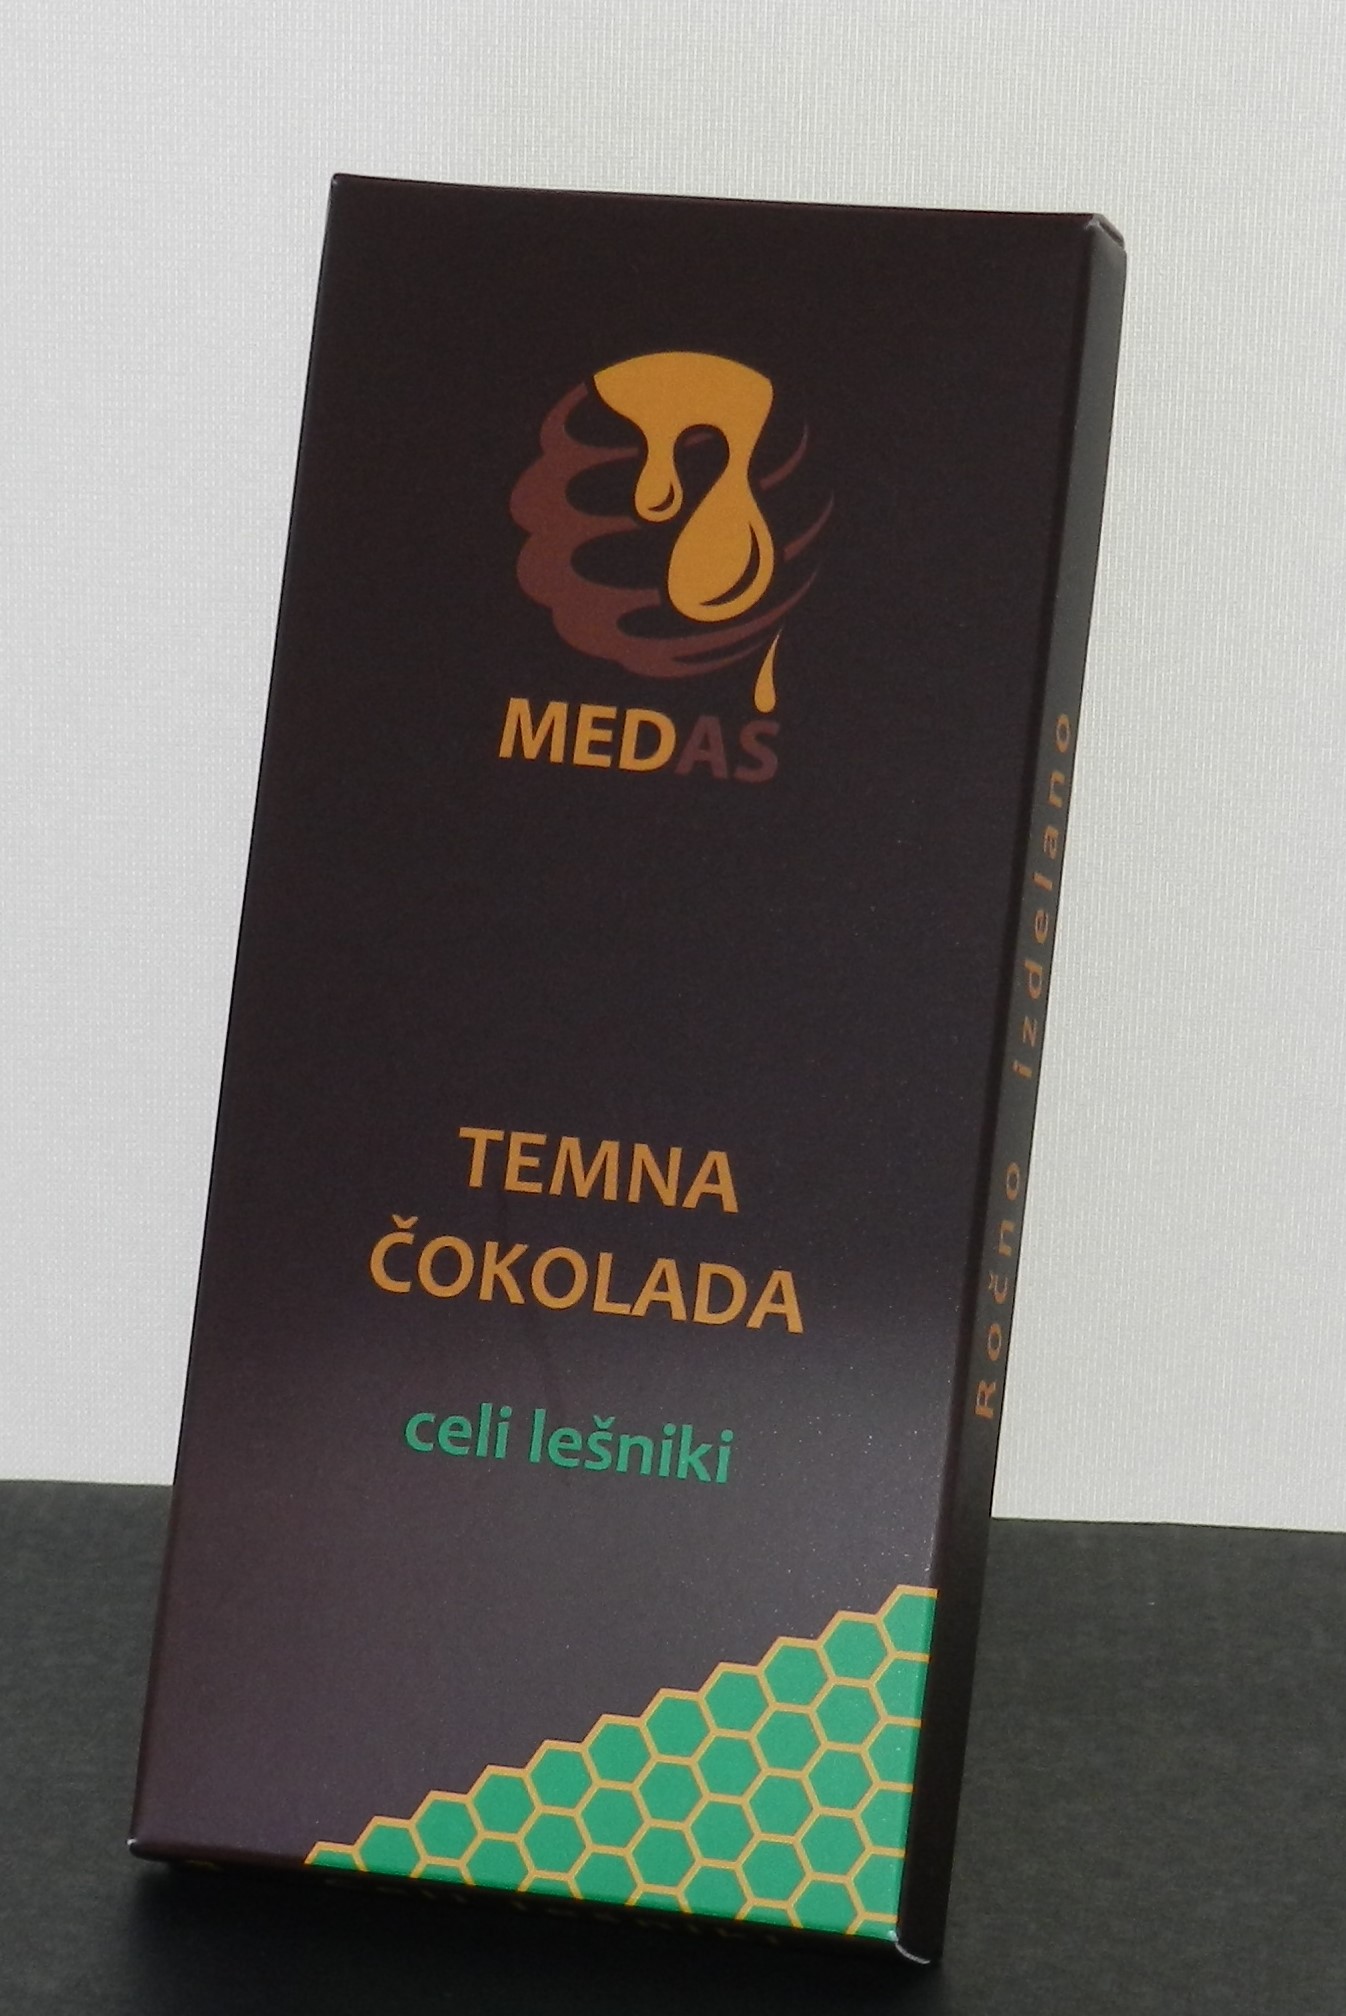 MEDAS
TEMNA
ČOKOLADA
celi lešniki
Ročno izdelano